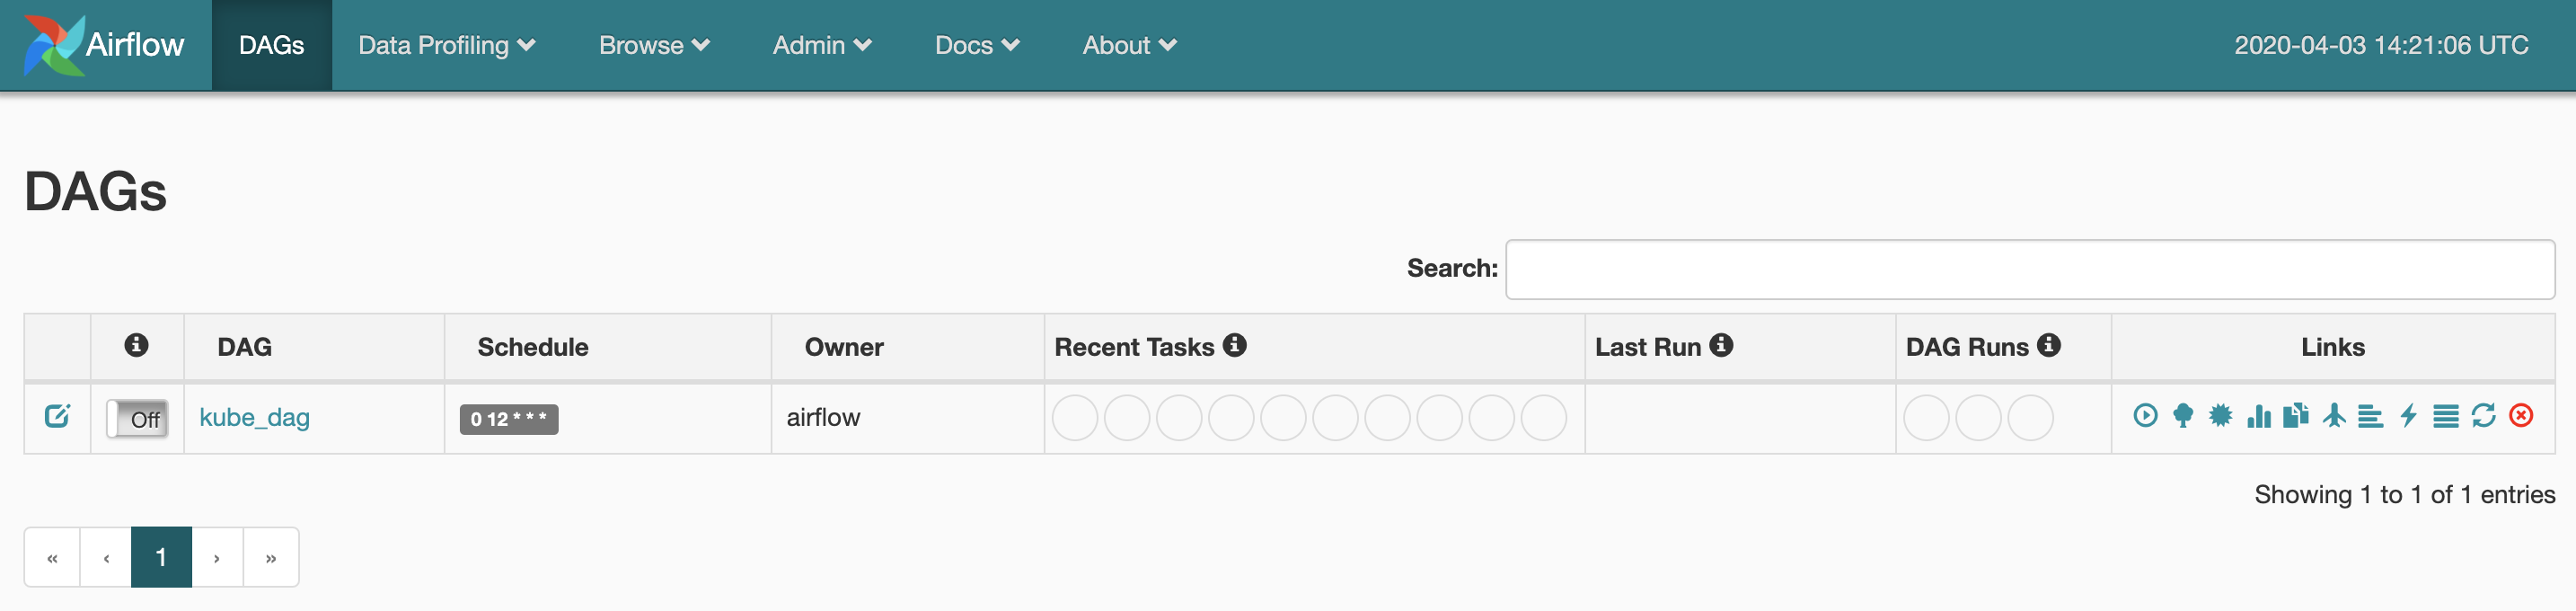 Airflow DAGs Data Profiling Browse Admin Docs About 2020-04-03 14:21:06 UTC
DAGs
Search:
DAG Schedule Owner Recent Tasks Last Run DAG Runs Links
Off kube_dag 0 12 * * * airflow
Showing 1 to 1 of 1 entries
« ‹ 1 › »